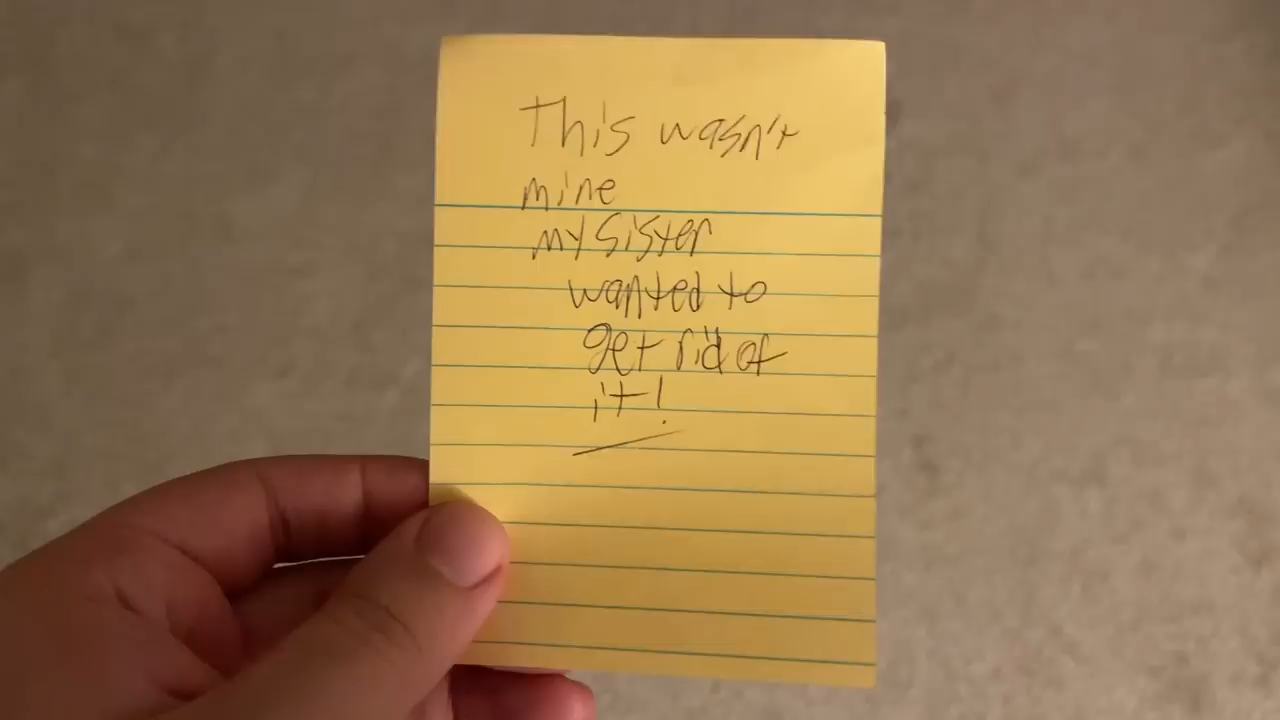 This wasn't
mine
my sister
wanted to
get rid of
it!